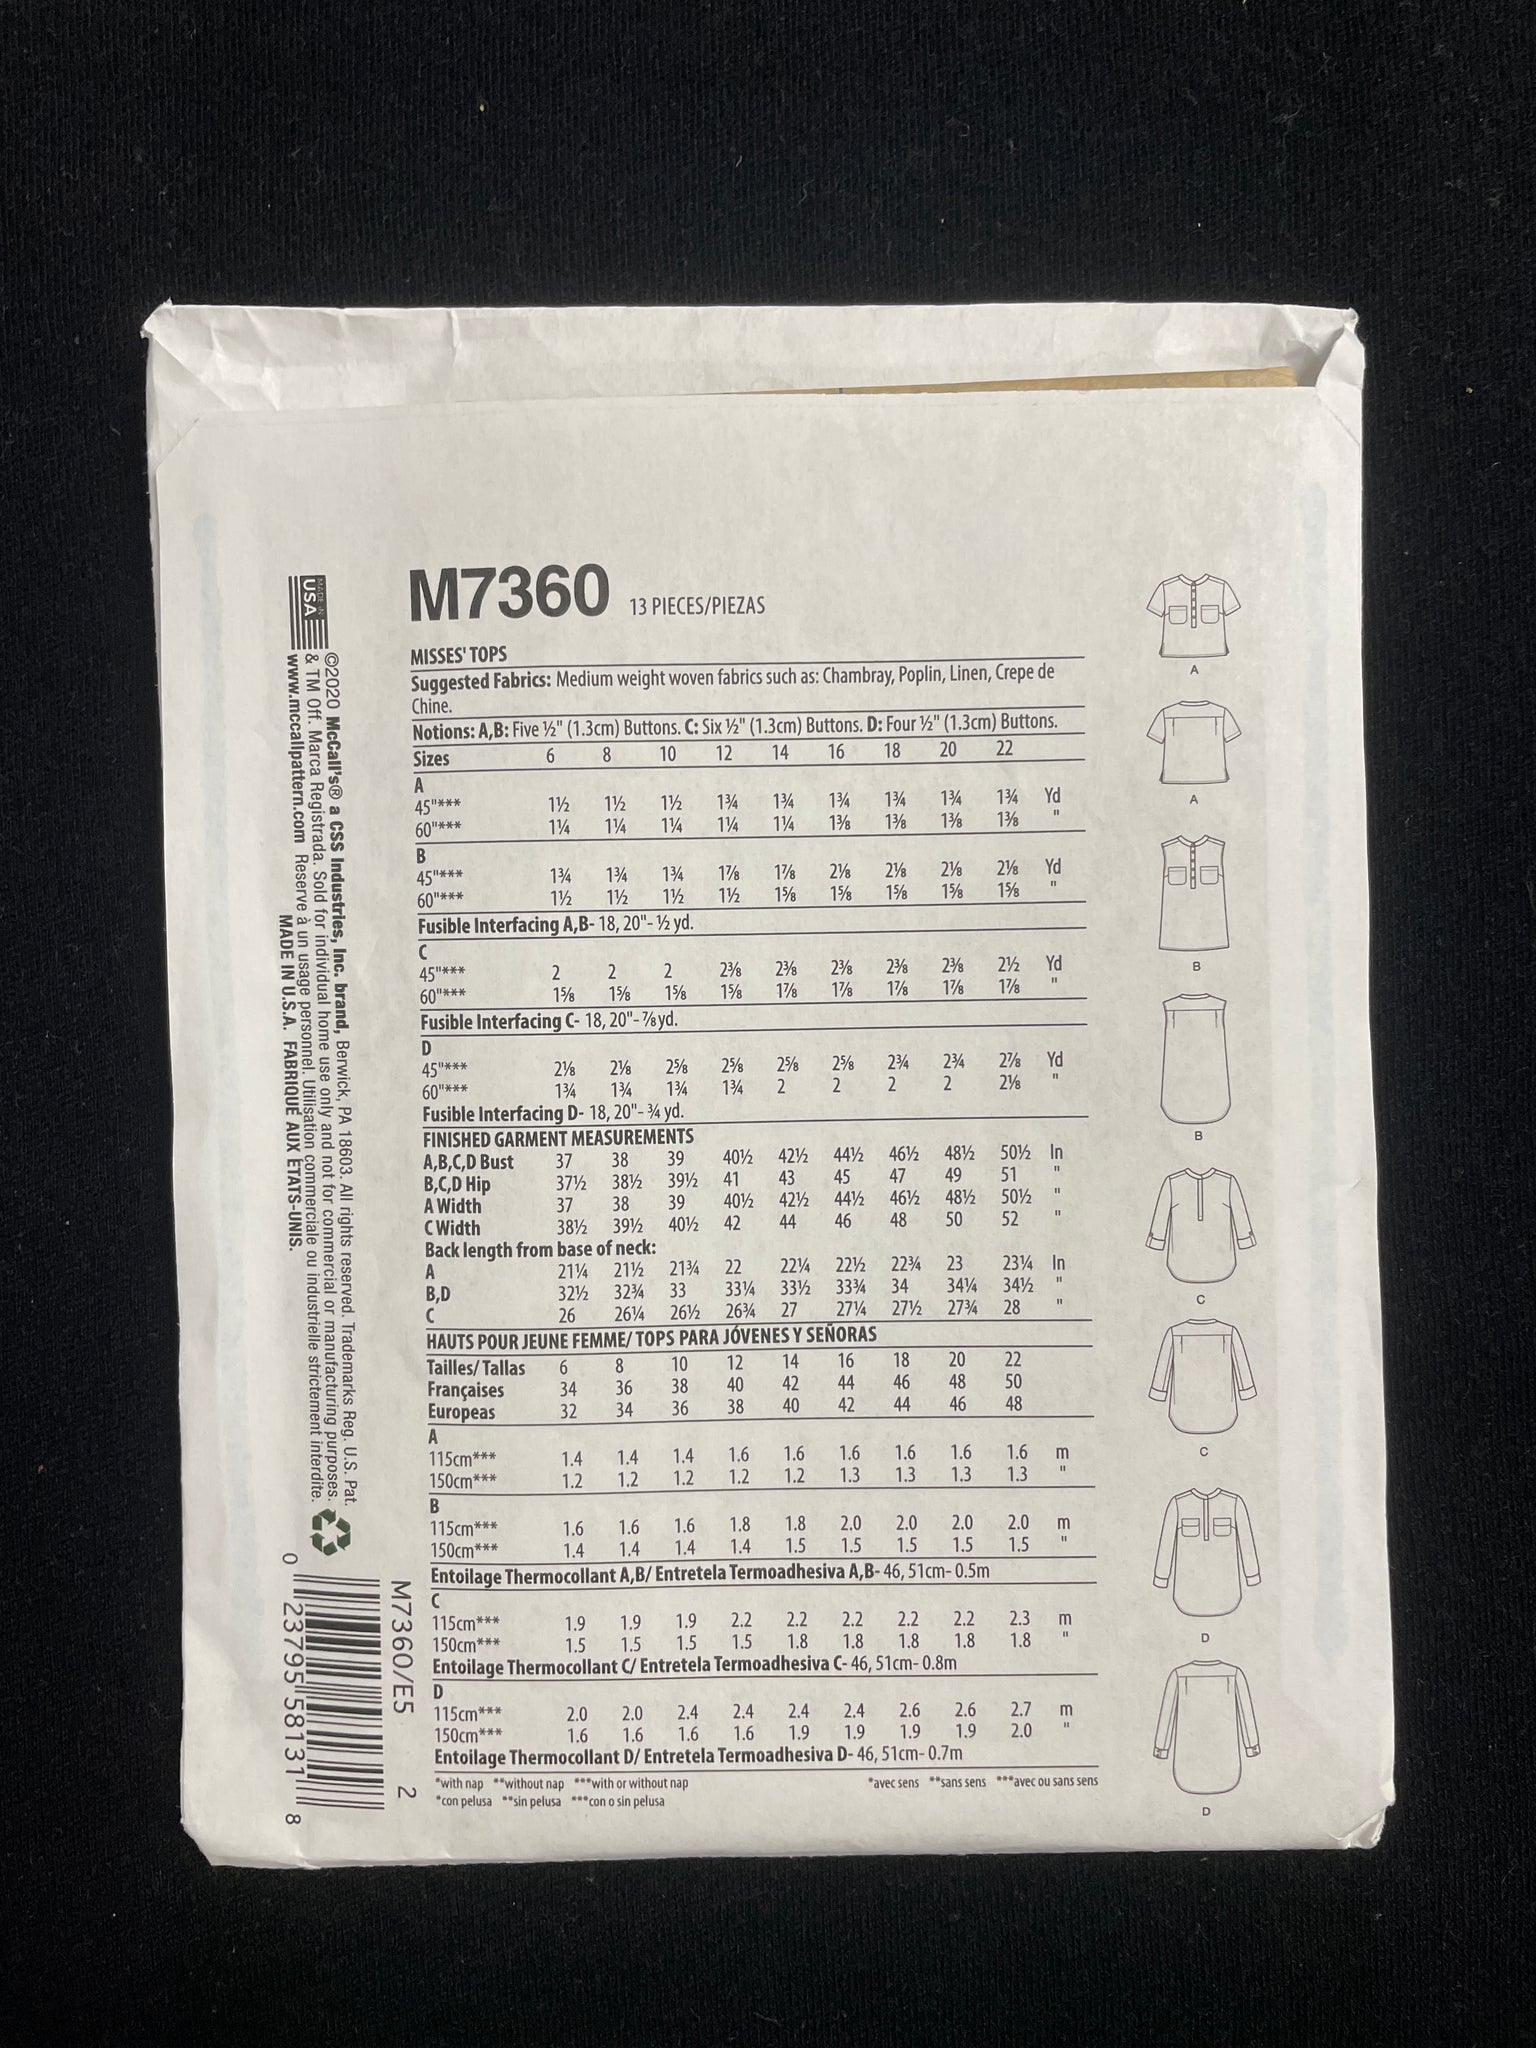 M7360 13 PIECES/PIEZAS
MISSES' TOPS
Suggested Fabrics: Medium weight woven fabrics such as: Chambray, Poplin, Linen, Crepe de
Chine.
Notions: A,B: Five ½" (1.3cm) Buttons. C: Six ½" (1.3cm) Buttons. D: Four ½" (1.3cm) Buttons.
Sizes 6 8 10 12 14 16 18 20 22
A
45"*** 1½ 1½ 1½ 1¾ 1¾ 1¾ 1¾ 1¾ 1¾ Yd
60"*** 1¼ 1¼ 1¼ 1¼ 1¼ 1⅜ 1⅜ 1⅜ 1⅜ "
B
45"*** 1¾ 1¾ 1¾ 1⅞ 1⅞ 2⅛ 2⅛ 2⅛ 2⅛ Yd
60"*** 1½ 1½ 1½ 1½ 1⅝ 1⅝ 1⅝ 1⅝ 1⅝ "
Fusible Interfacing A,B- 18, 20"- ½ yd.
C
45"*** 2 2 2 2⅜ 2⅜ 2⅜ 2⅜ 2⅜ 2½ Yd
60"*** 1⅝ 1⅝ 1⅝ 1⅝ 1⅞ 1⅞ 1⅞ 1⅞ 1⅞ "
Fusible Interfacing C- 18, 20"- ⅞ yd.
D
45"*** 2⅛ 2⅛ 2⅝ 2⅝ 2⅝ 2⅝ 2¾ 2¾ 2⅞ Yd
60"*** 1¾ 1¾ 1¾ 1¾ 2 2 2 2 2⅛ "
Fusible Interfacing D- 18, 20"- ¾ yd.
FINISHED GARMENT MEASUREMENTS
A,B,C,D Bust 37 38 39 40½ 42½ 44½ 46½ 48½ 50½ In
B,C,D Hip 37½ 38½ 39½ 41 43 45 47 49 51 "
A Width 37 38 39 40½ 42½ 44½ 46½ 48½ 50½ "
C Width 38½ 39½ 40½ 42 44 46 48 50 52 "
Back length from base of neck:
A 21¼ 21½ 21¾ 22 22¼ 22½ 22¾ 23 23¼ In
B,D 32½ 32¾ 33 33¼ 33½ 33¾ 34 34¼ 34½ "
C 26 26¼ 26½ 26¾ 27 27¼ 27½ 27¾ 28 "
HAUTS POUR JEUNE FEMME/ TOPS PARA JÓVENES Y SEÑORAS
Tailles/ Tallas 6 8 10 12 14 16 18 20 22
Françaises 34 36 38 40 42 44 46 48 50
Europeas 32 34 36 38 40 42 44 46 48
A
115cm*** 1.4 1.4 1.4 1.6 1.6 1.6 1.6 1.6 1.6 m
150cm*** 1.2 1.2 1.2 1.2 1.2 1.3 1.3 1.3 1.3 "
B
115cm*** 1.6 1.6 1.6 1.8 1.8 2.0 2.0 2.0 2.0 m
150cm*** 1.4 1.4 1.4 1.4 1.5 1.5 1.5 1.5 1.5 "
Entoilage Thermocollant A,B/ Entretela Termoadhesiva A,B- 46, 51cm- 0.5m
C
115cm*** 1.9 1.9 1.9 2.2 2.2 2.2 2.2 2.2 2.3 m
150cm*** 1.5 1.5 1.5 1.5 1.8 1.8 1.8 1.8 1.8 "
Entoilage Thermocollant C/ Entretela Termoadhesiva C- 46, 51cm- 0.8m
D
115cm*** 2.0 2.0 2.4 2.4 2.4 2.4 2.6 2.6 2.7 m
150cm*** 1.6 1.6 1.6 1.6 1.9 1.9 1.9 1.9 2.0 "
Entoilage Thermocollant D/ Entretela Termoadhesiva D- 46, 51cm- 0.7m
*with nap **without nap ***with or without nap *avec sens **sans sens ***avec ou sans sens
*con pelusa **sin pelusa ***con o sin pelusa
A
A
B
B
C
C
D
D
MADE IN
USA
©2020 McCall's® a CSS Industries, Inc. brand, Berwick, PA 18603. All rights reserved. Trademarks Reg. U.S. Pat.
& TM Off. Marca Registrada. Sold for individual home use only and not for commercial or manufacturing purposes.
www.mccallpattern.com Reserve à un usage personnel. Utilisation commerciale ou industrielle strictement interdite.
MADE IN U.S.A. FABRIQUÉ AUX ÉTATS-UNIS.
M7360/E5 2
0 23795 58131 8